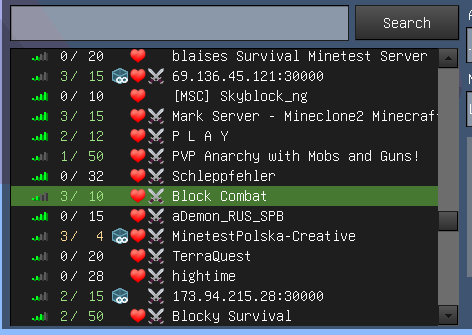 Search
0/ 20 blaises Survival Minetest Server
3/ 15 69.136.45.121:30000
0/ 10 [MSC] Skyblock_ng
3/ 15 Mark Server - Mineclone2 Minecraf
2/ 12 P L A Y
1/ 50 PVP Anarchy with Mobs and Guns!
0/ 32 Schleppfehler
3/ 10 Block Combat
0/ 15 aDemon_RUS_SPB
3/ 4 MinetestPolska-Creative
0/ 20 TerraQuest
0/ 28 hightime
2/ 15 173.94.215.28:30000
2/ 50 Blocky Survival